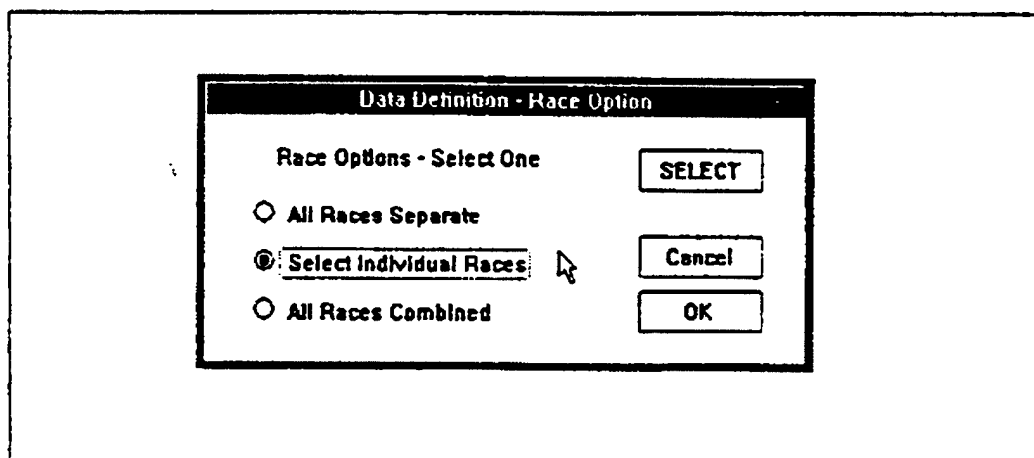 Data Definition - Race Option
Race Options - Select One
SELECT
All Races Separate
Select Individual Races
Cancel
All Races Combined
OK